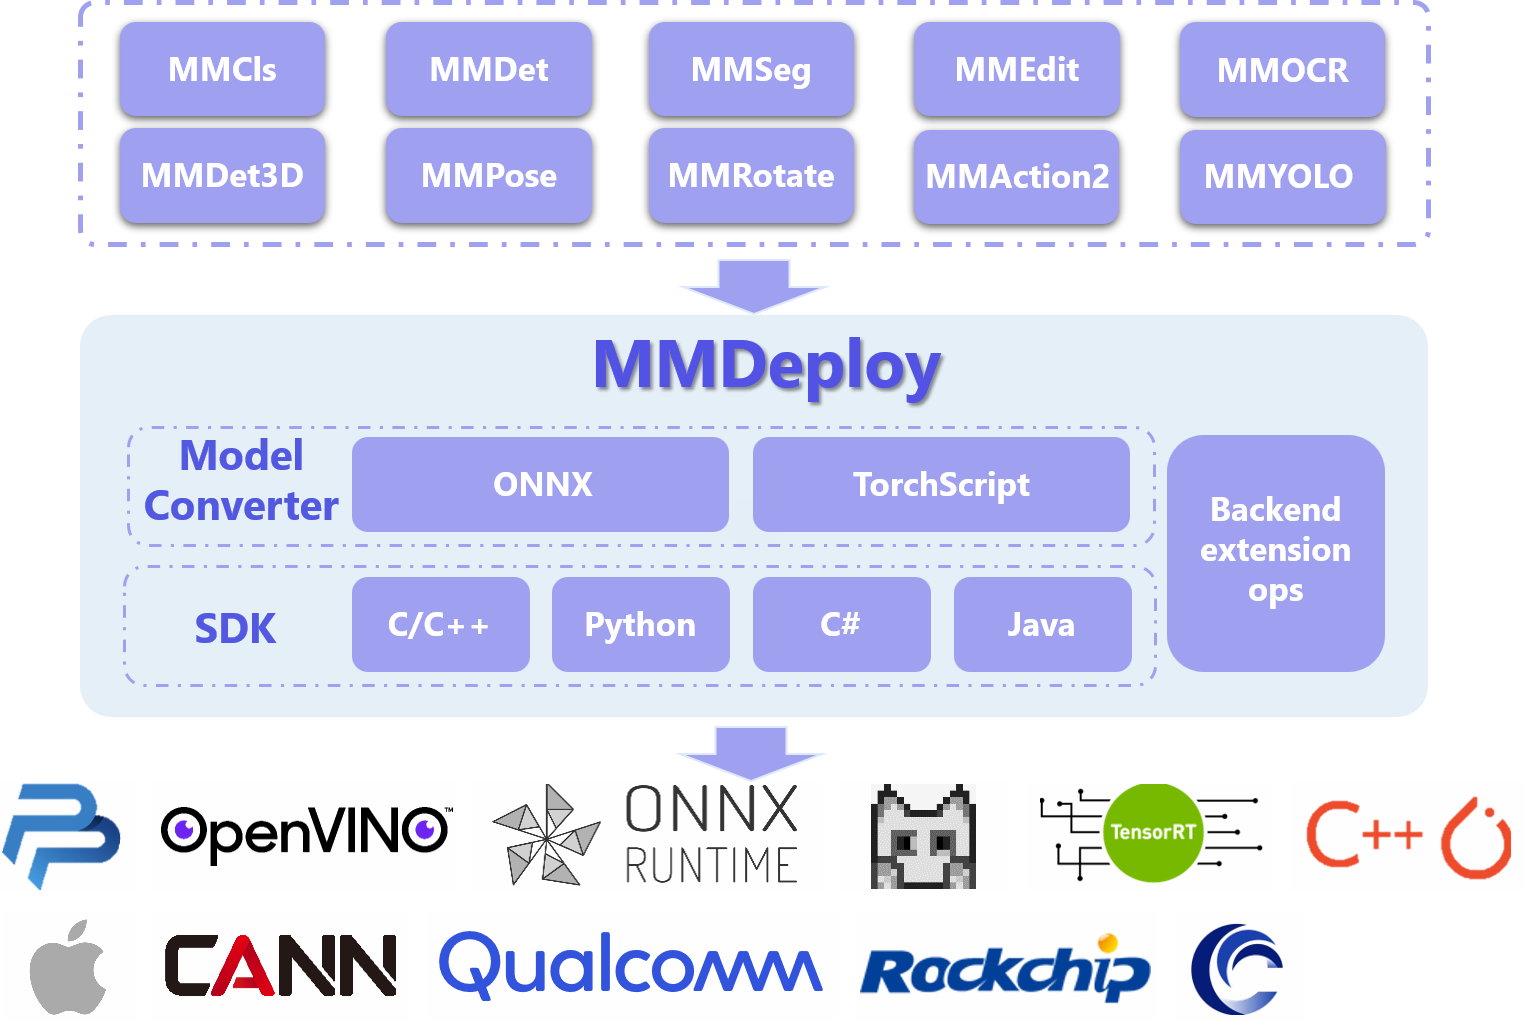 MMCls
MMDet
MMSeg
MMEdit
MMOCR
MMDet3D
MMPose
MMRotate
MMAction2
MMYOLO
MMDeploy
Model
Converter
ONNX
TorchScript
Backend
extension
ops
SDK
C/C++
Python
C#
Java
OpenVINO™
ONNX
RUNTIME
TensorRT
C++
CANN
Qualcomm
Rockchip